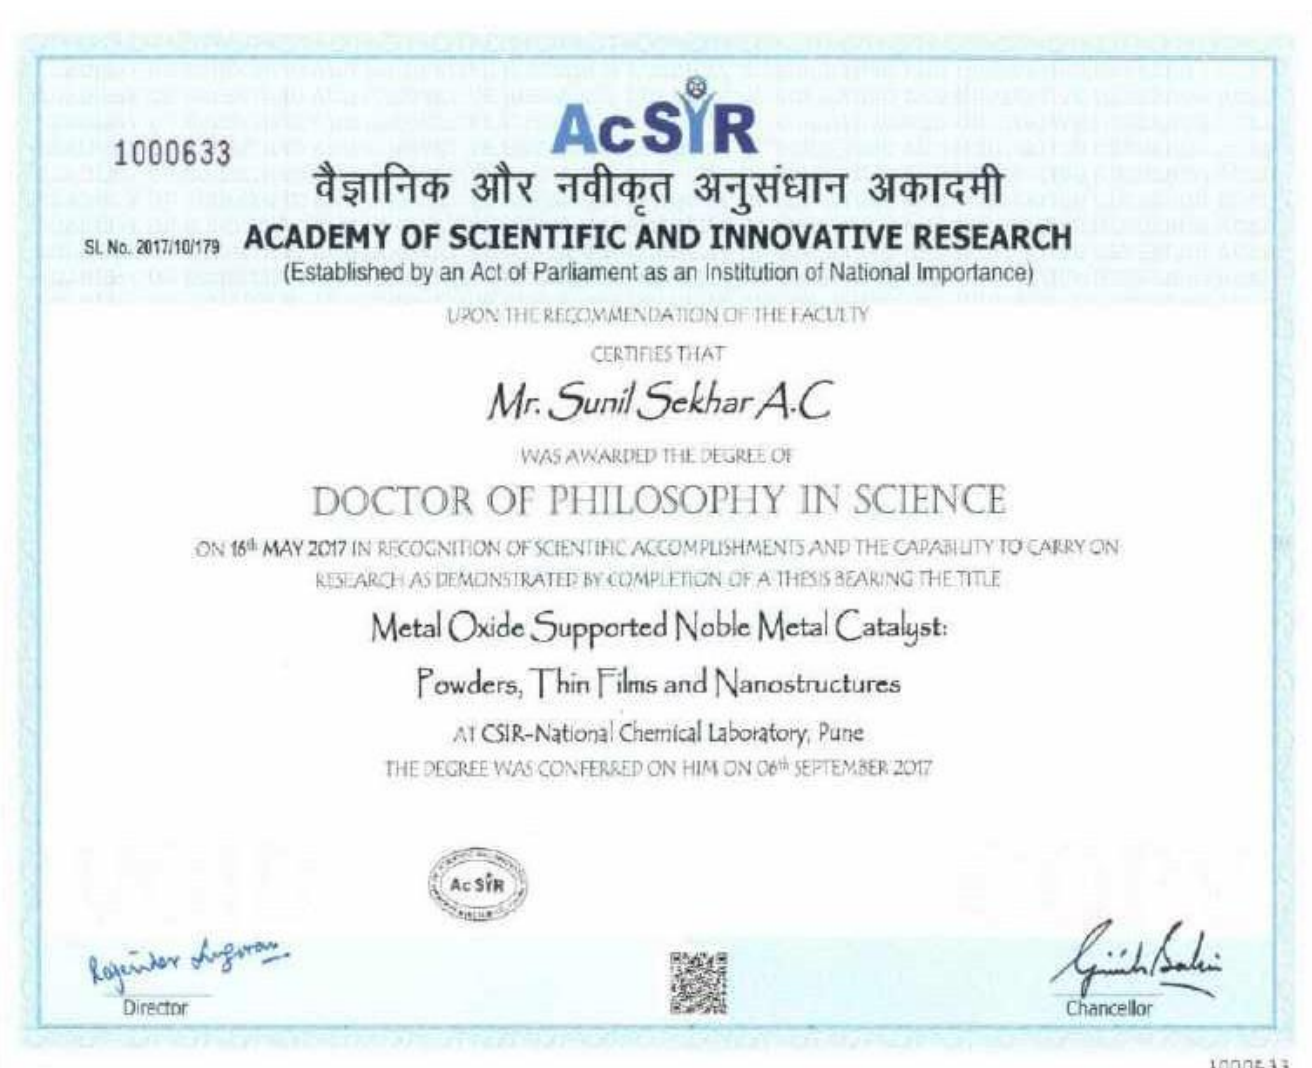 AcSIR
1000633
वैज्ञानिक और नवीकृत अनुसंधान अकादमी
SL No. 2017/10/179
ACADEMY OF SCIENTIFIC AND INNOVATIVE RESEARCH
(Established by an Act of Parliament as an Institution of National Importance)
UPON THE RECOMMENDATION OF THE FACULTY
CERTIFIES THAT
Mr. Sunil Sekhar A.C
WAS AWARDED THE DEGREE OF
DOCTOR OF PHILOSOPHY IN SCIENCE
ON 16th MAY 2017 IN RECOGNITION OF SCIENTIFIC ACCOMPLISHMENTS AND THE CAPABILITY TO CARRY ON
RESEARCH AS DEMONSTRATED BY COMPLETION OF A THESIS BEARING THE TITLE
Metal Oxide Supported Noble Metal Catalyst:
Powders, Thin Films and Nanostructures
AT CSIR-National Chemical Laboratory, Pune
THE DEGREE WAS CONFERRED ON HIM ON 06th SEPTEMBER 2017
AcSIR
Director
Chancellor
1000633